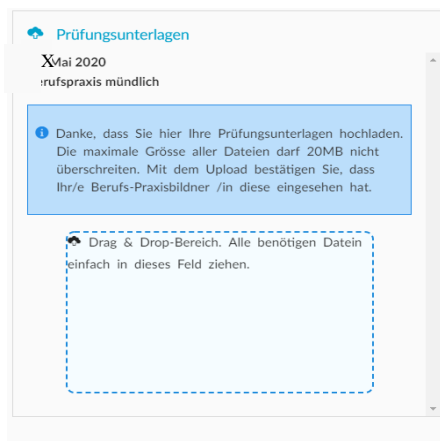 Prüfungsunterlagen
X Mai 2020
erufspraxis mündlich
Danke, dass Sie hier Ihre Prüfungsunterlagen hochladen.
Die maximale Grösse aller Dateien darf 20MB nicht
überschreiten. Mit dem Upload bestätigen Sie, dass
Ihr/e Berufs-Praxisbildner /in diese eingesehen hat.
Drag & Drop-Bereich. Alle benötigen Datein
einfach in dieses Feld ziehen.